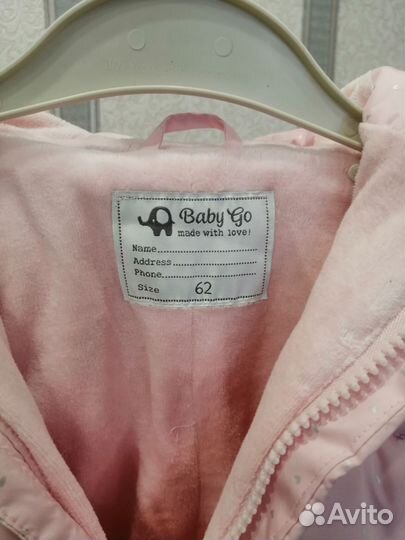 Baby Go
made with love!
Name
Address
Phone
Size 62
Avito